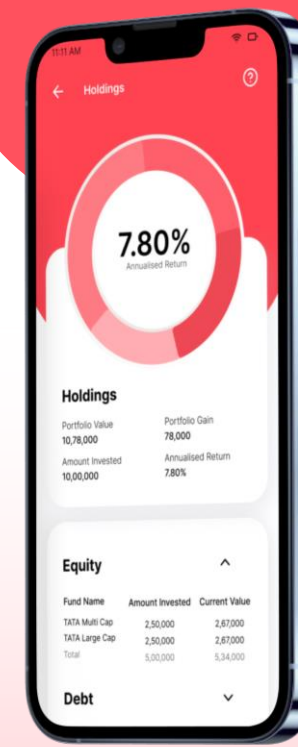 11:11 AM
Holdings
7.80%
Annualised Return
Holdings
Portfolio Value Portfolio Gain
10,78,000 78,000
Amount Invested Annualised Return
10,00,000 7.80%
Equity
Fund Name Amount Invested Current Value
TATA Multi Cap 2,50,000 2,67,000
TATA Large Cap 2,50,000 2,67,000
Total 5,00,000 5,34,000
Debt